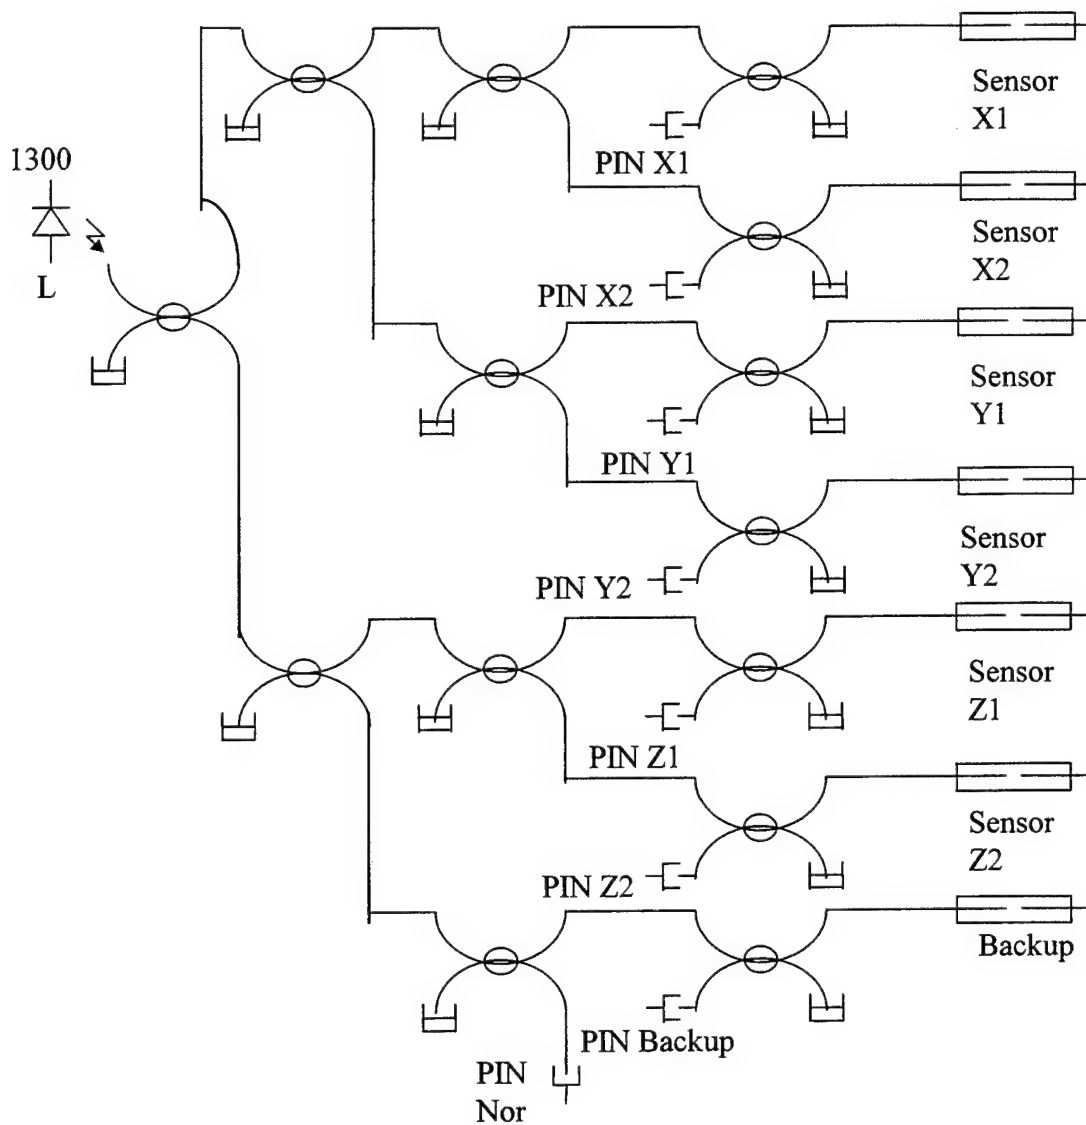 Sensor
X1
1300
PIN X1
L
Sensor
X2
PIN X2
Sensor
Y1
PIN Y1
Sensor
Y2
PIN Y2
Sensor
Z1
PIN Z1
Sensor
Z2
PIN Z2
Backup
PIN Backup
PIN
Nor